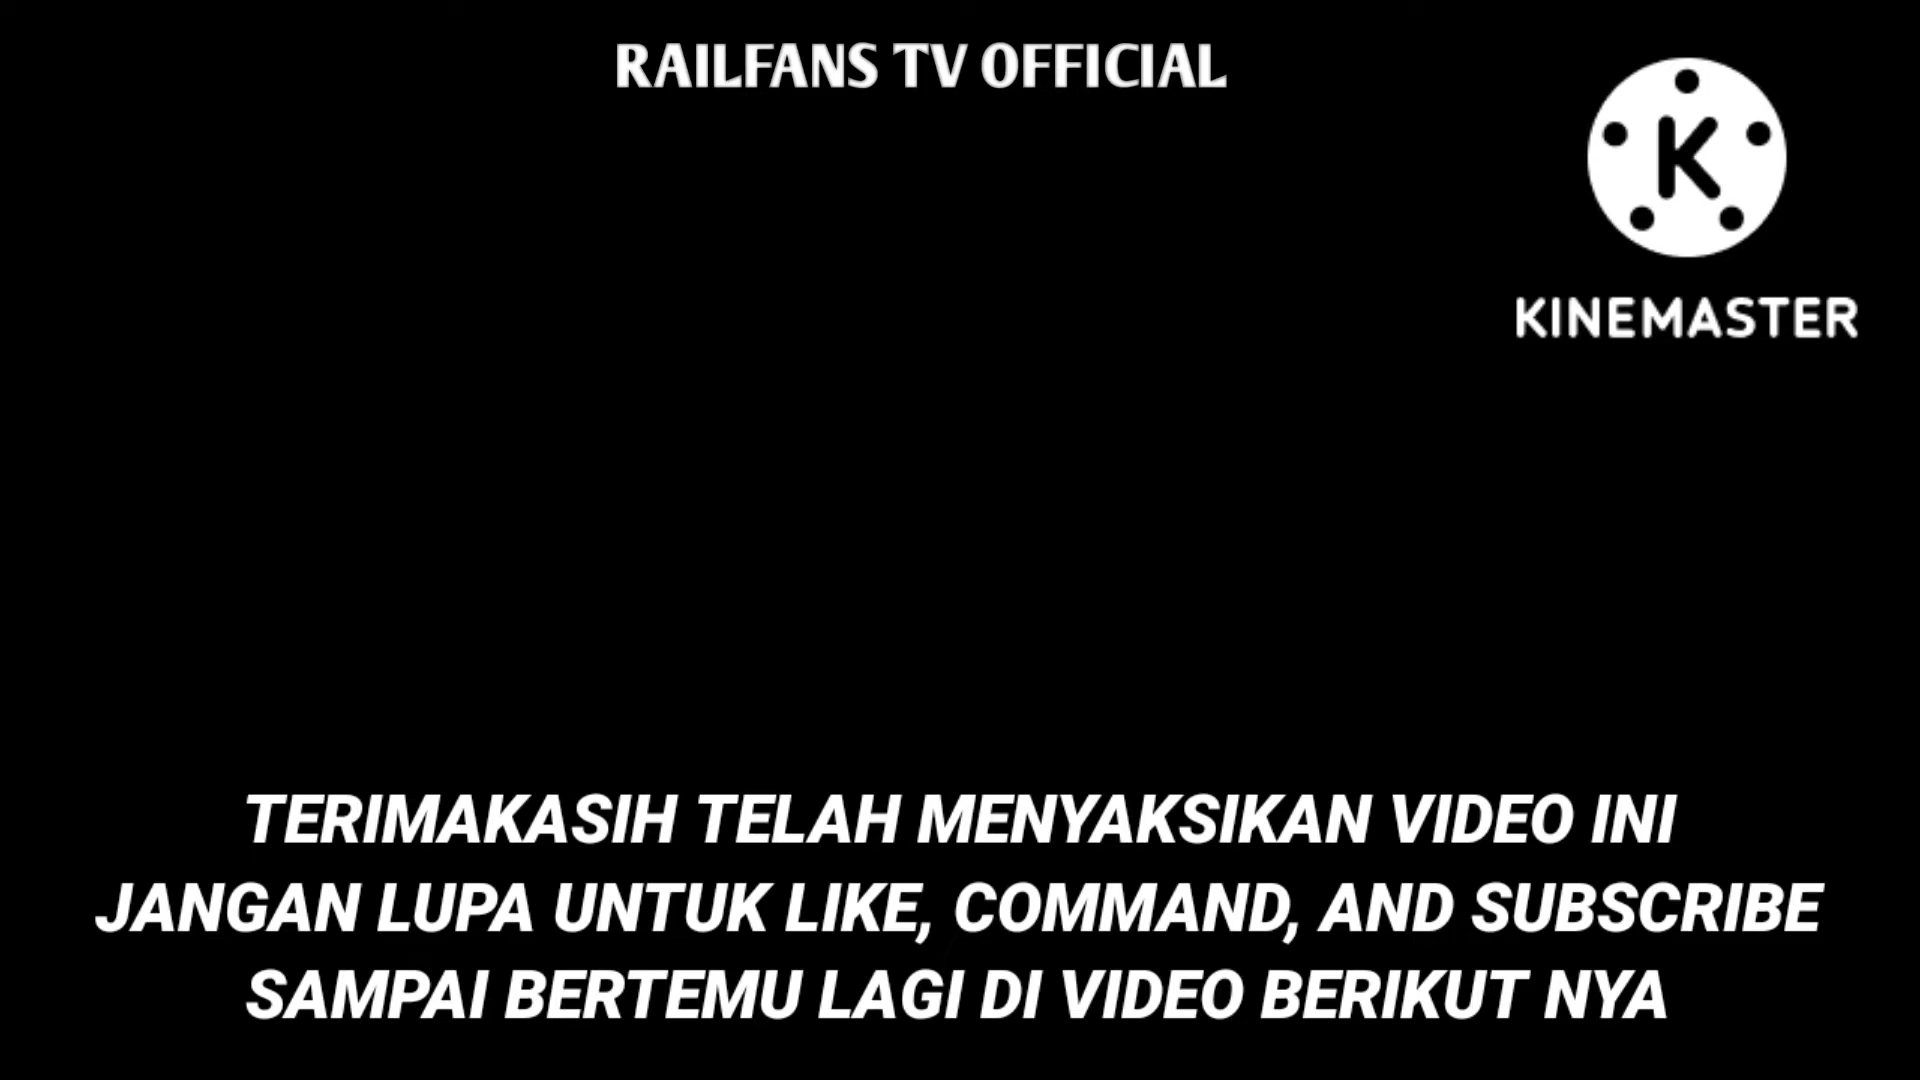 RAILFANS TV OFFICIAL
K
KINEMASTER
TERIMAKASIH TELAH MENYAKSIKAN VIDEO INI
JANGAN LUPA UNTUK LIKE, COMMAND, AND SUBSCRIBE
SAMPAI BERTEMU LAGI DI VIDEO BERIKUT NYA